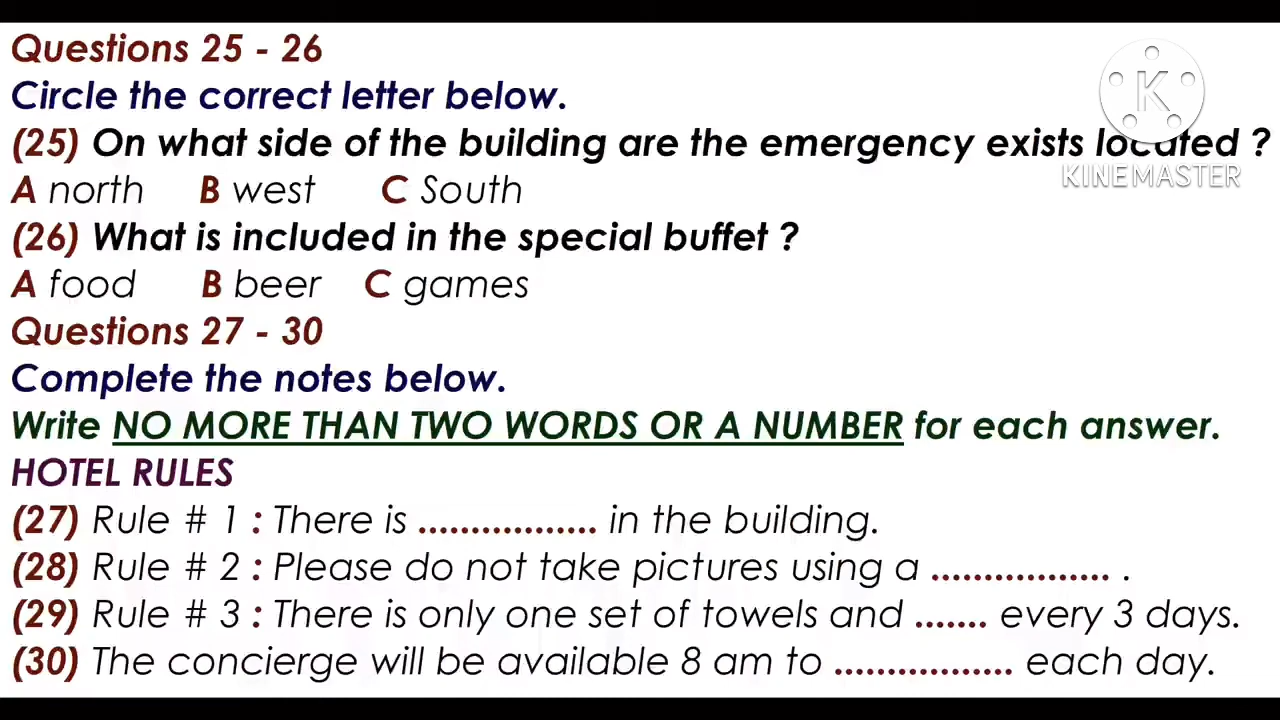 Questions 25 - 26
Circle the correct letter below.
(25) On what side of the building are the emergency exists located ?
A north B west C South
(26) What is included in the special buffet ?
A food B beer C games
Questions 27 - 30
Complete the notes below.
Write NO MORE THAN TWO WORDS OR A NUMBER for each answer.
HOTEL RULES
(27) Rule # 1 : There is ................. in the building.
(28) Rule # 2 : Please do not take pictures using a ................. .
(29) Rule # 3 : There is only one set of towels and ....... every 3 days.
(30) The concierge will be available 8 am to ................. each day.
K
KINEMASTER